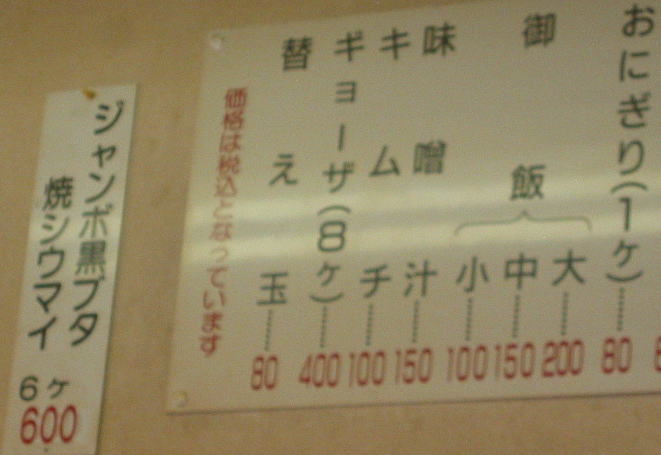 おにぎり(1ケ)……80
御飯
大……200
中……150
小……100
味噌汁……150
キムチ……100
ギョーザ(8ケ)……400
替え玉……80
価格は税込となっています
ジャンボ黒ブタ
焼シウマイ
6ケ
600